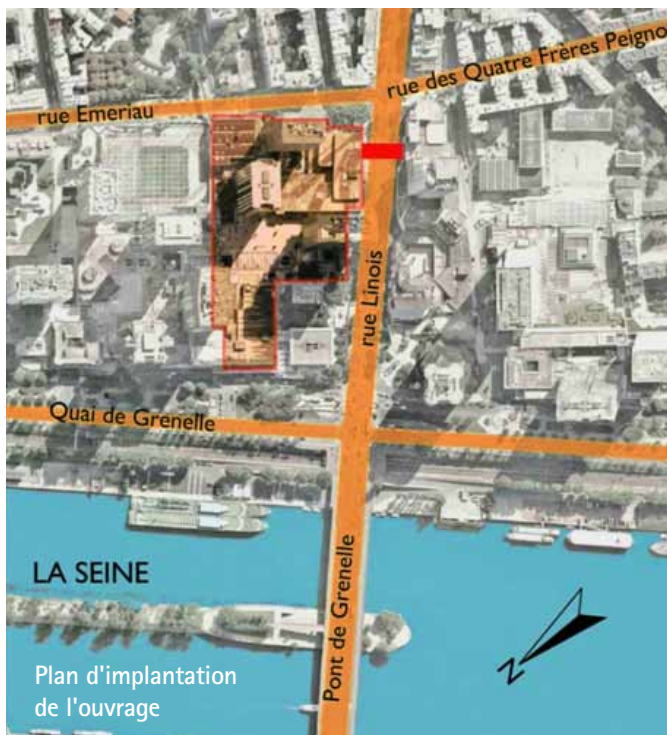 rue des Quatre Frères Peigno
rue Emeriau
rue Linois
Quai de Grenelle
LA SEINE
Pont de Grenelle
N
Plan d'implantation
de l'ouvrage